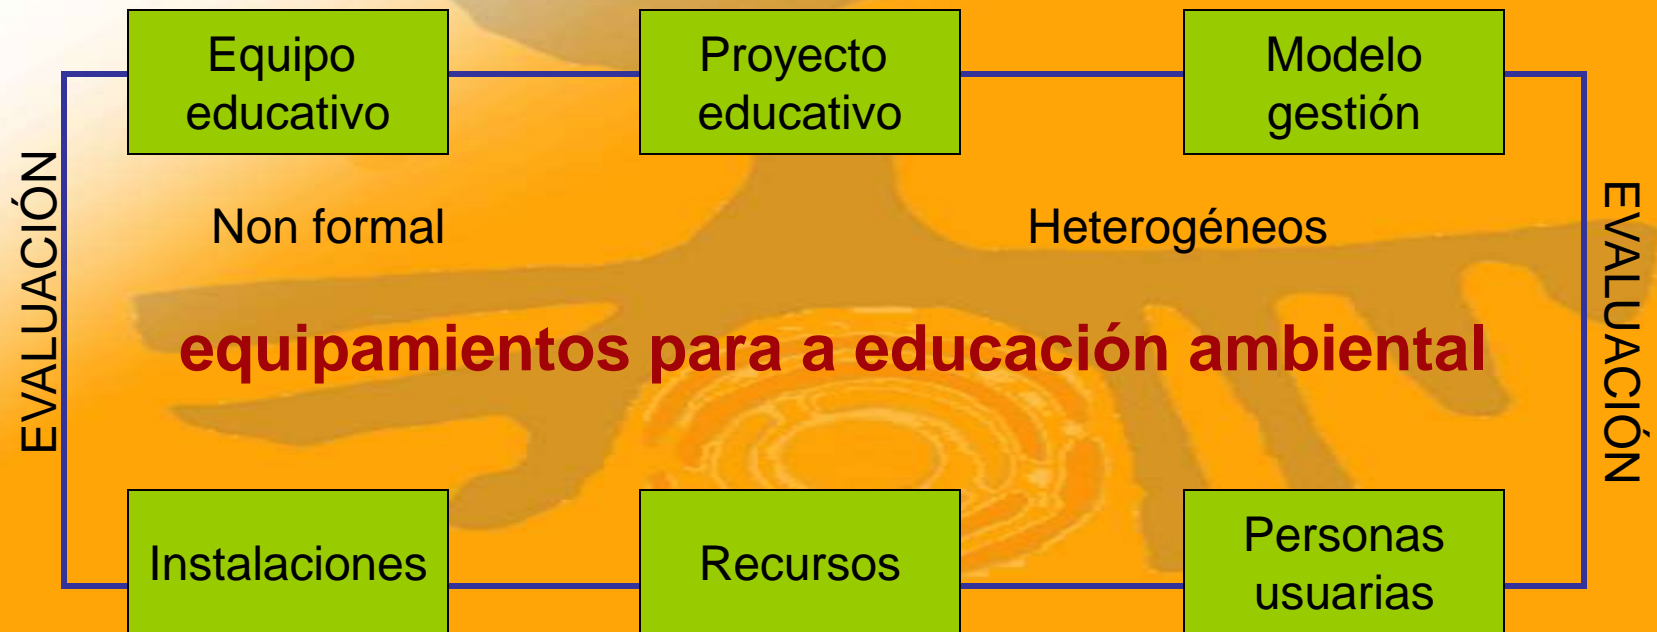 Equipo
educativo
Proyecto
educativo
Modelo
gestión
EVALUACIÓN
Non formal
Heterogéneos
EVALUACIÓN
equipamientos para a educación ambiental
Instalaciones
Recursos
Personas
usuarias